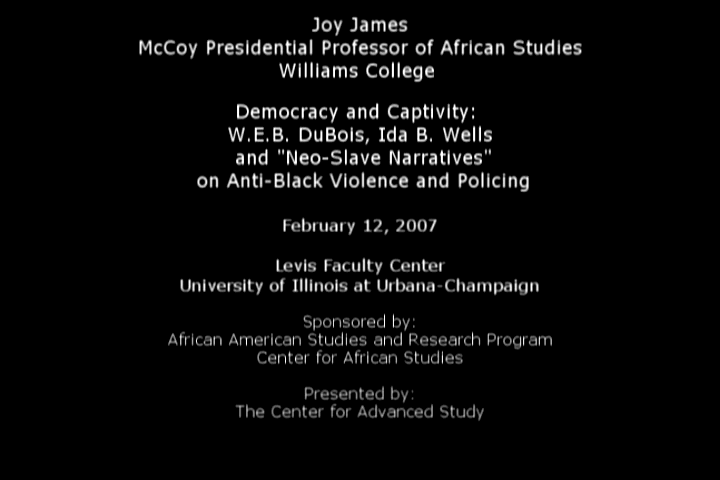 Joy James
McCoy Presidential Professor of African Studies
Williams College
Democracy and Captivity:
W.E.B. DuBois, Ida B. Wells
and "Neo-Slave Narratives"
on Anti-Black Violence and Policing
February 12, 2007
Levis Faculty Center
University of Illinois at Urbana-Champaign
Sponsored by:
African American Studies and Research Program
Center for African Studies
Presented by:
The Center for Advanced Study